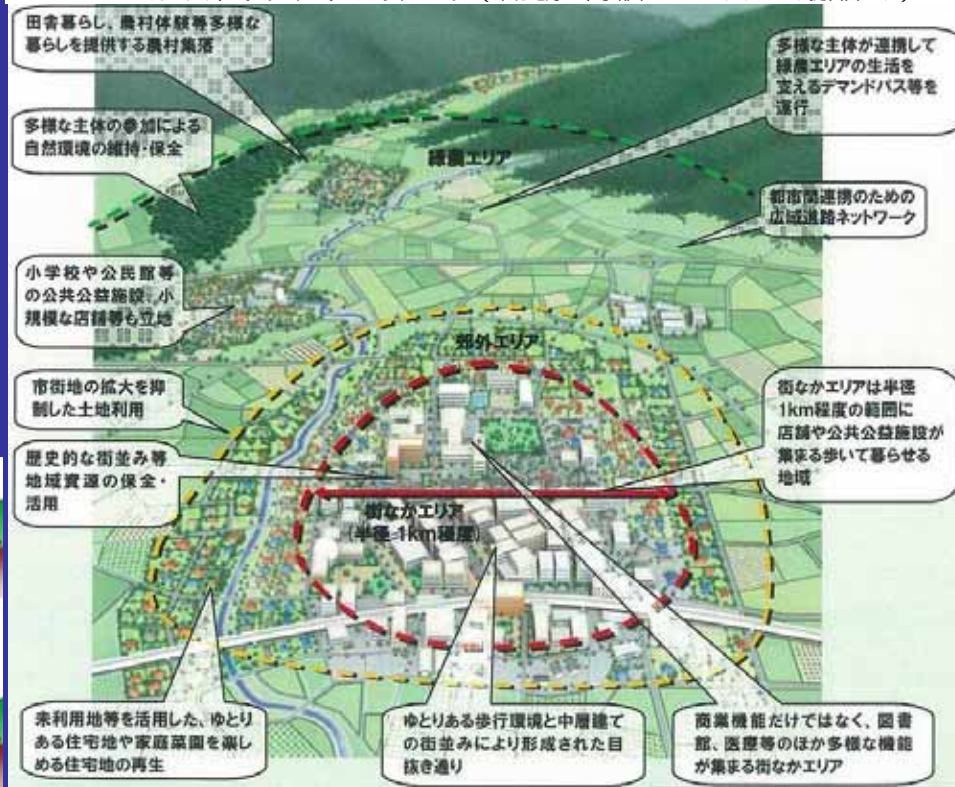 田舎暮らし、農村体験等多様な
暮らしを提供する農村集落
多様な主体が連携して
緑農エリアの生活を
支えるデマンドバス等を
運行
多様な主体の参加による
自然環境の維持・保全
緑農エリア
都市間連携のための
広域道路ネットワーク
小学校や公民館等
の公共公益施設、小
規模な店舗等も立地
郊外エリア
市街地の拡大を抑
制した土地利用
街なかエリアは半径
1km程度の範囲に
店舗や公共公益施設が
集まる歩いて暮らせる
地域
歴史的な街並み等
地域資源の保全・
活用
街なかエリア
(半径 1km程度)
未利用地等を活用した、ゆとり
ある住宅地や家庭菜園を楽し
める住宅地の再生
ゆとりある歩行環境と中層建て
の街並みにより形成された目
抜き通り
商業機能だけではなく、図書
館、医療等のほか多様な機能
が集まる街なかエリア